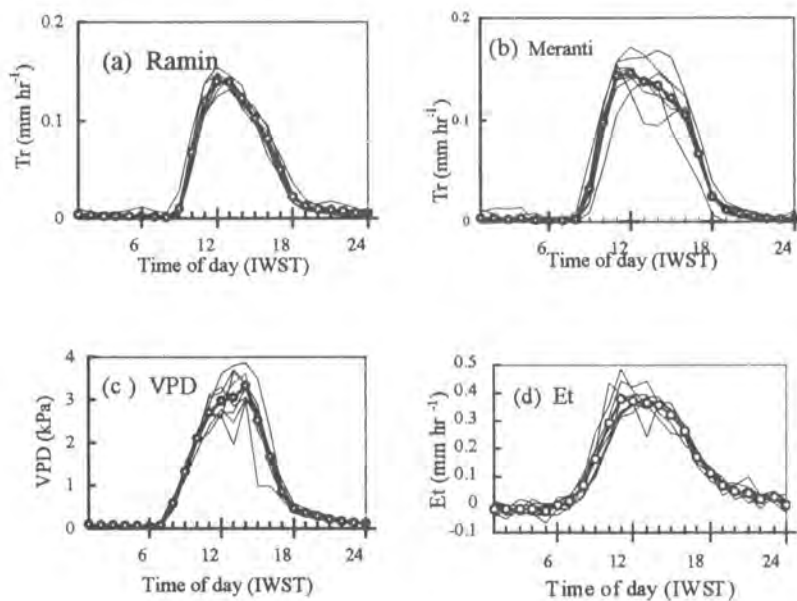 0.2
(a) Ramin
Tr (mm hr⁻¹)
0.1
0
6 12 18 24
Time of day (IWST)
0.2
(b) Meranti
Tr (mm hr⁻¹)
0.1
0
6 12 18 24
Time of day (IWST)
4
(c ) VPD
3
VPD (kPa)
2
1
0
6 12 18 24
Time of day (IWST)
0.5
(d) Et
0.4
0.3
Et (mm hr ⁻¹)
0.2
0.1
0
-0.1
6 12 18 24
Time of day (IWST)